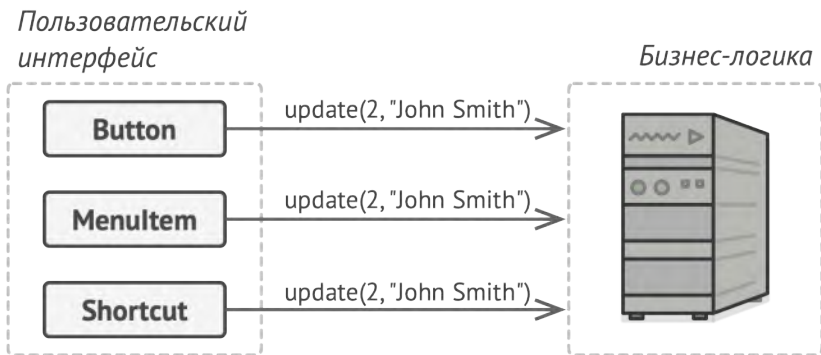 Пользовательский
интерфейс
Бизнес-логика
Button
update(2, "John Smith")
MenuItem
update(2, "John Smith")
Shortcut
update(2, "John Smith")